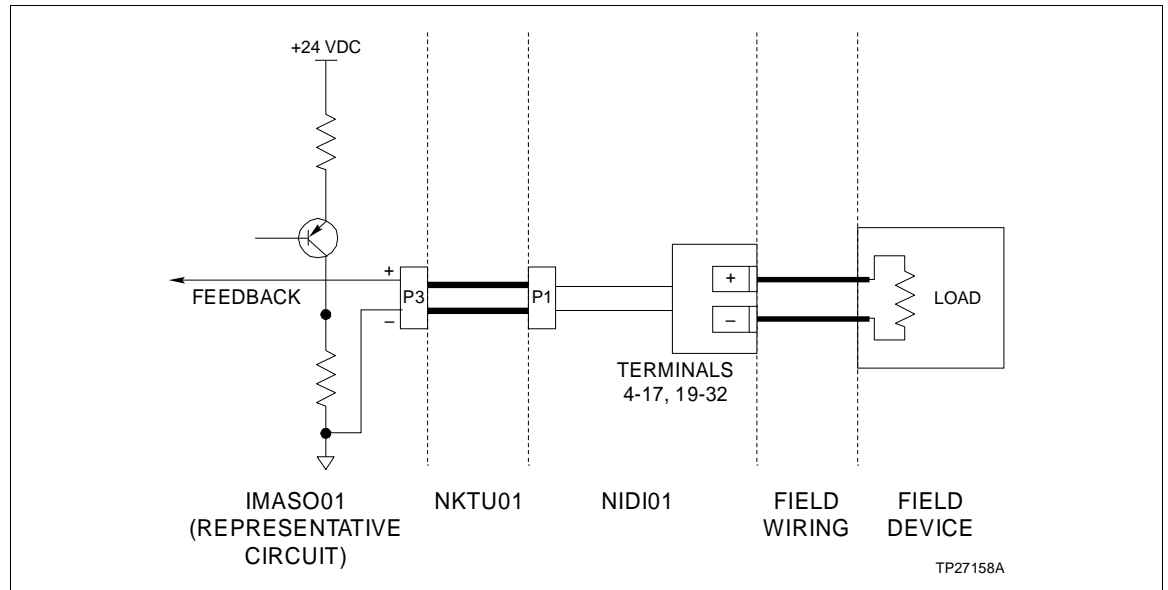 +24 VDC
+
FEEDBACK
–
P3
P1
+
–
LOAD
TERMINALS
4-17, 19-32
IMASO01
(REPRESENTATIVE
CIRCUIT)
NKTU01
NIDI01
FIELD
WIRING
FIELD
DEVICE
TP27158A